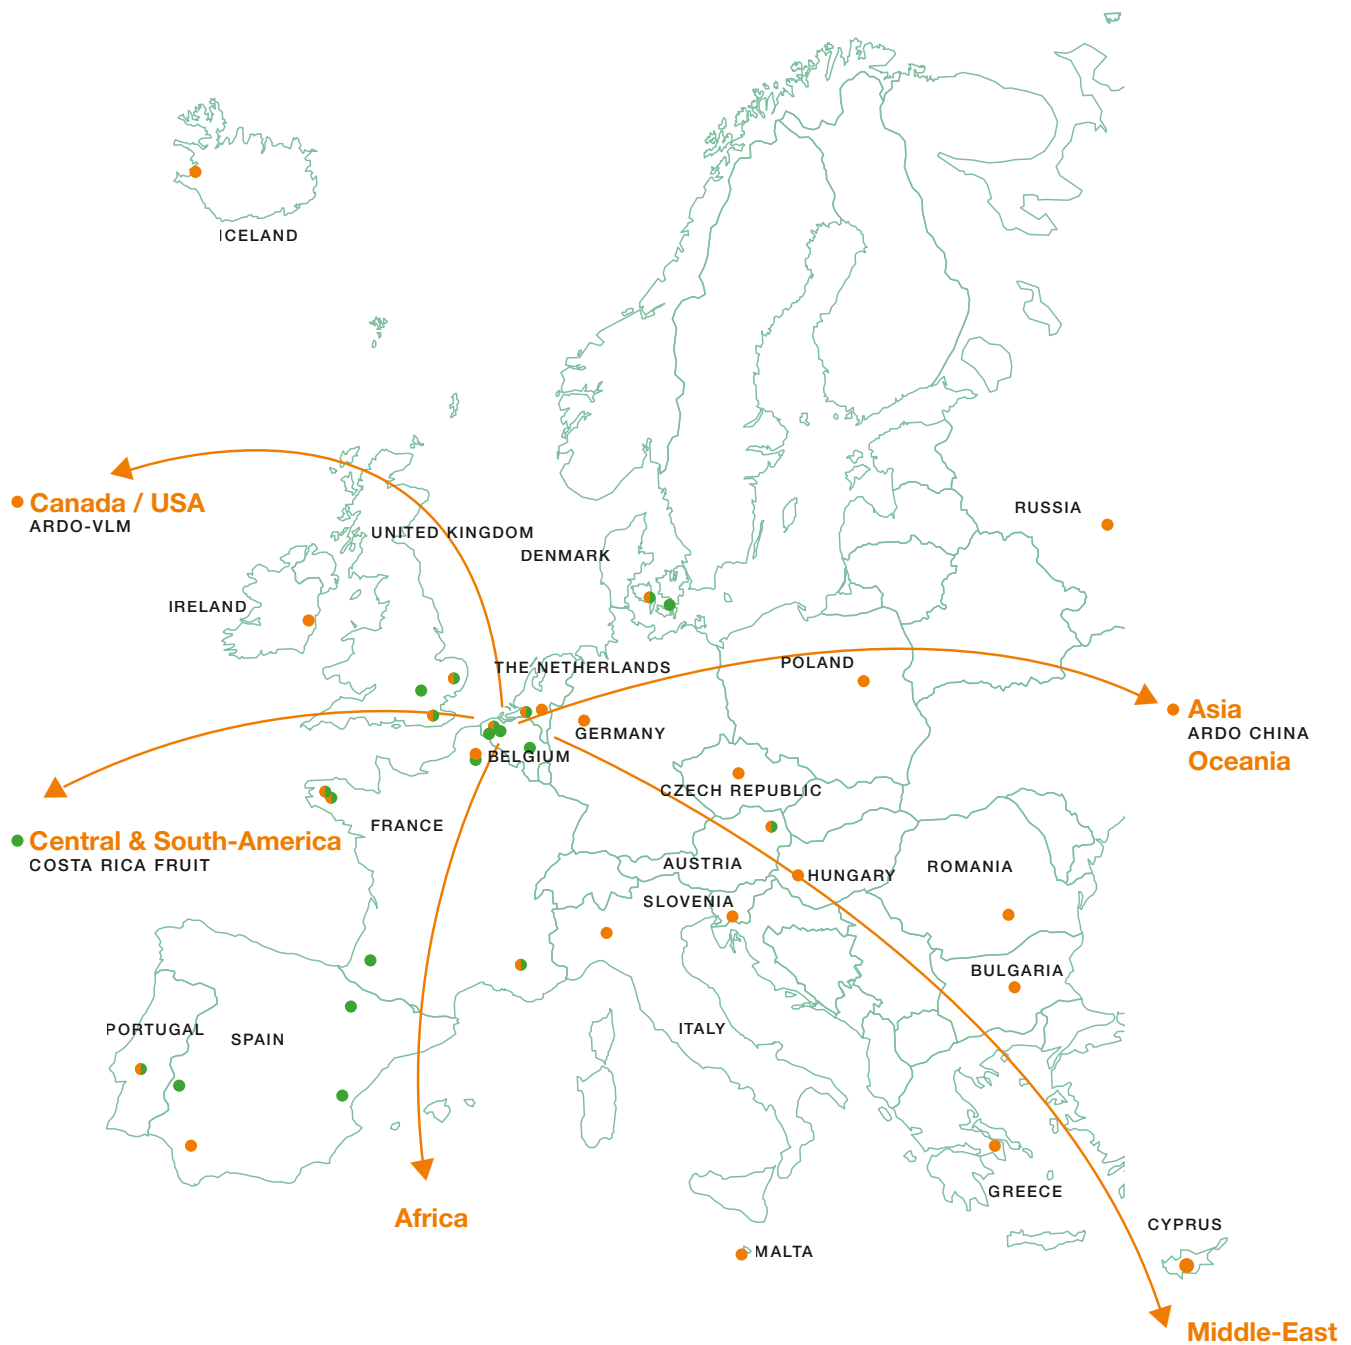 ICELAND
Canada / USA
ARDO-VLM
RUSSIA
UNITED KINGDOM
DENMARK
IRELAND
THE NETHERLANDS
POLAND
Asia
ARDO CHINA
Oceania
GERMANY
BELGIUM
CZECH REPUBLIC
FRANCE
Central & South-America
COSTA RICA FRUIT
AUSTRIA
HUNGARY
ROMANIA
SLOVENIA
BULGARIA
PORTUGAL
SPAIN
ITALY
GREECE
Africa
CYPRUS
MALTA
Middle-East